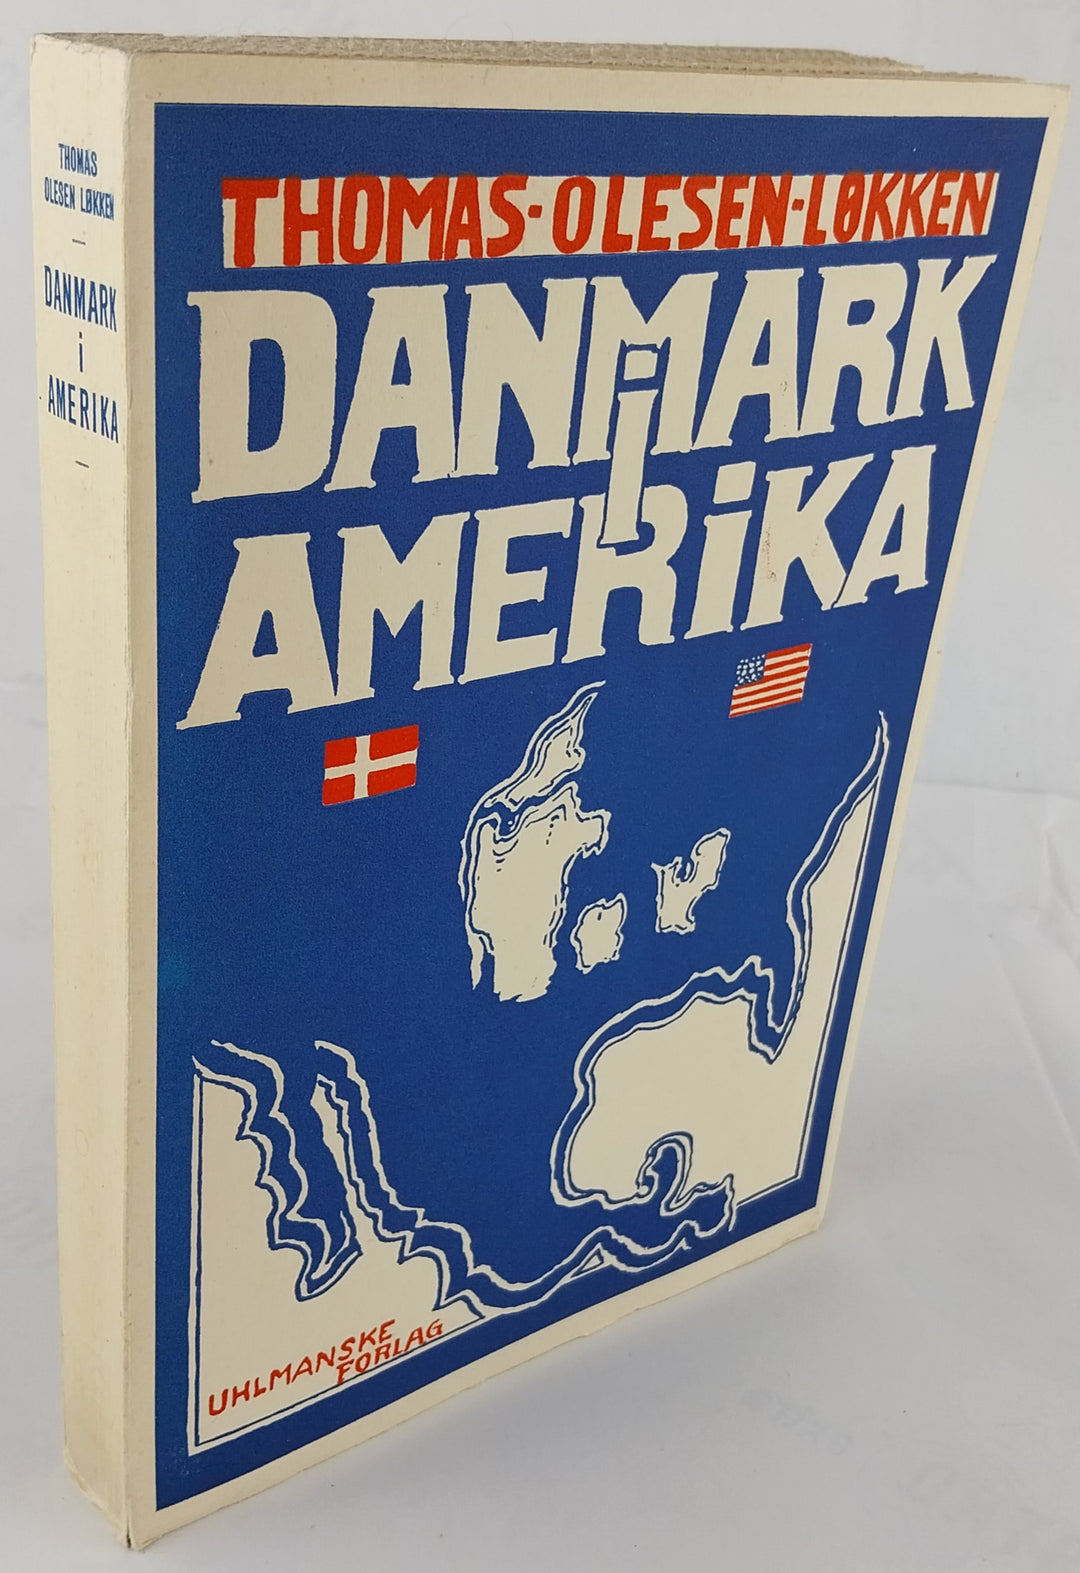 THOMAS
OLESEN LØKKEN
DANMARK
i
AMERIKA
THOMAS-OLESEN-LØKKEN
DANMARK
i
AMERiKA
UHLMANSKE
FORLAG